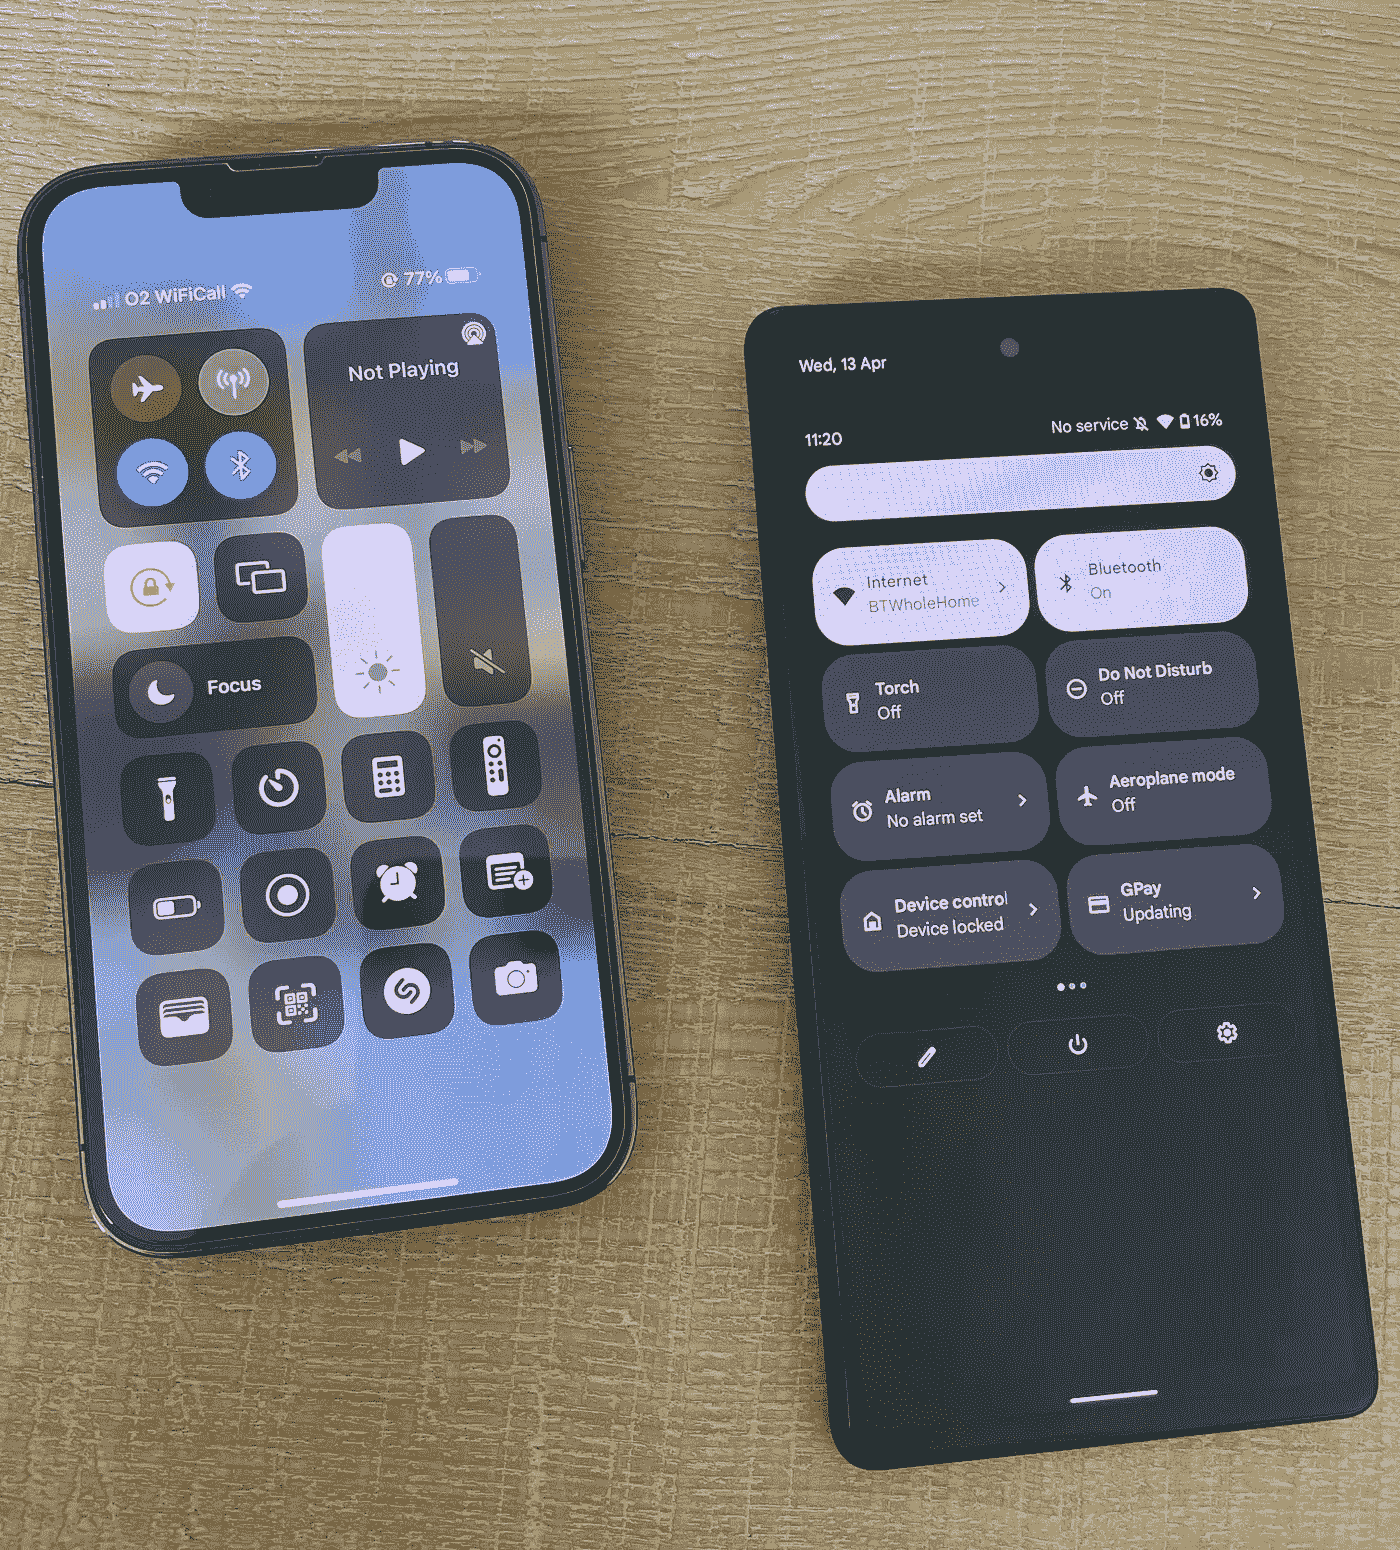 O2 WiFiCall
77%
Not Playing
Focus
Wed, 13 Apr
11:20
No service
16%
Internet
BTWholeHome
Bluetooth
On
Torch
Off
Do Not Disturb
Off
Alarm
No alarm set
Aeroplane mode
Off
Device control
Device locked
GPay
Updating